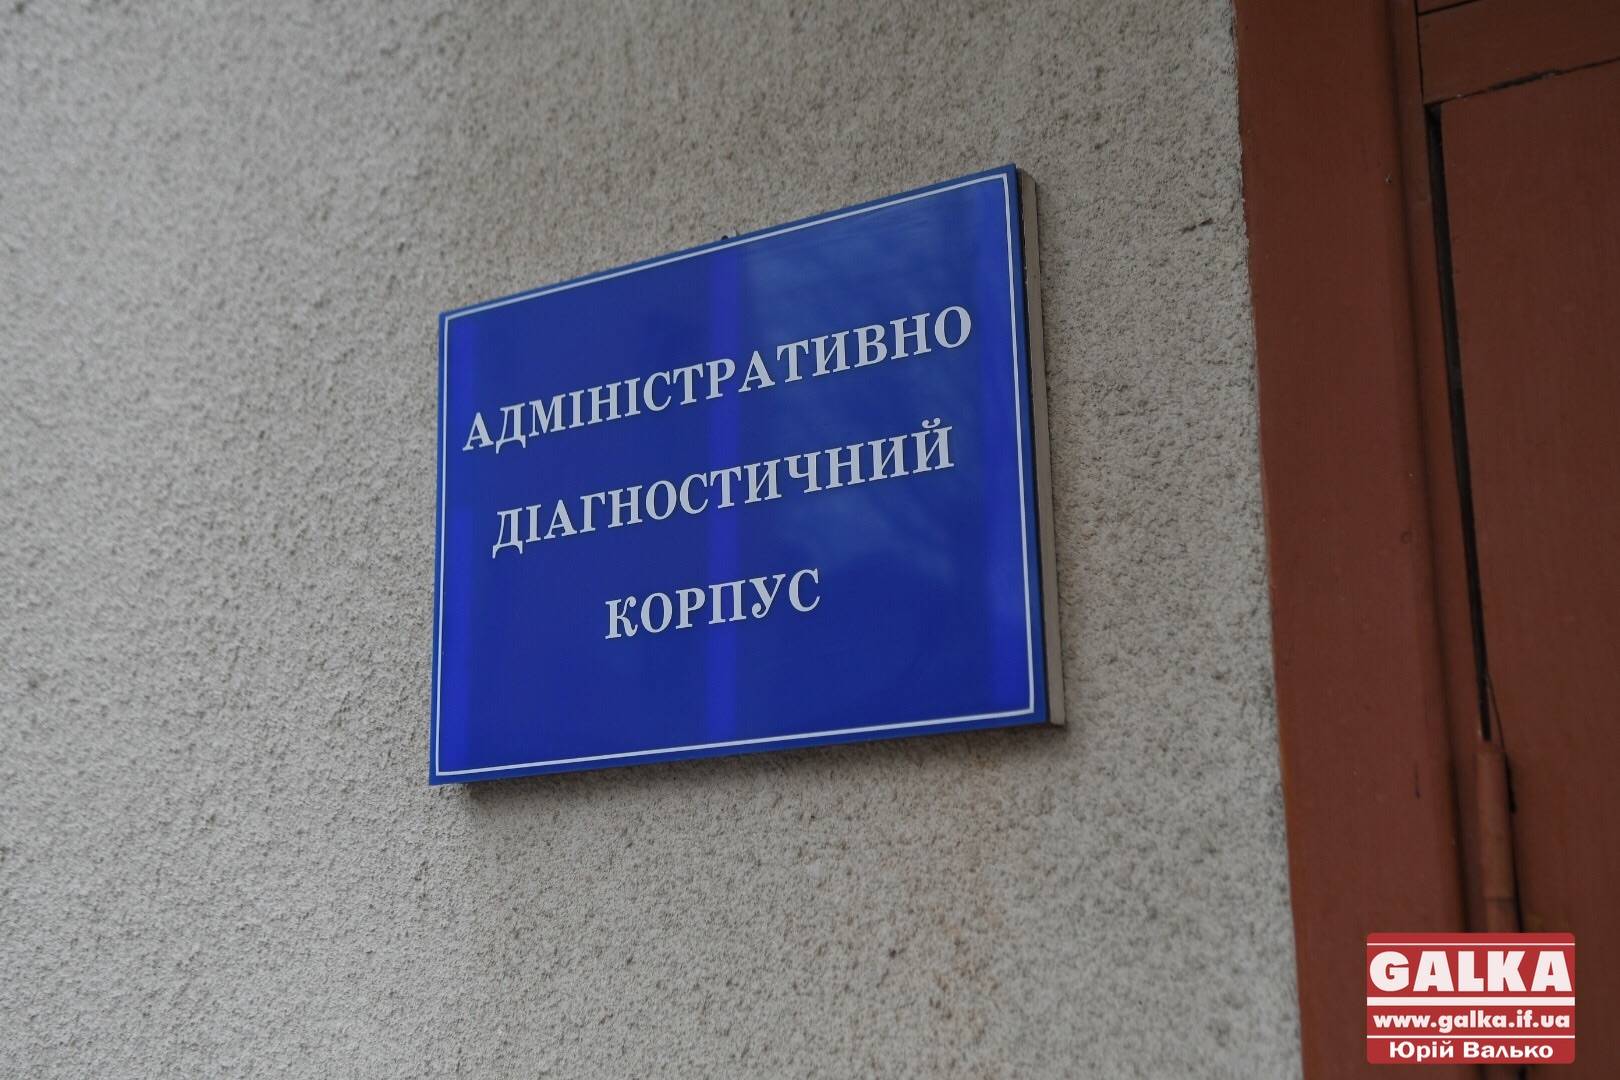 АДМІНІСТРАТИВНО
ДІАГНОСТИЧНИЙ
КОРПУС
GALKA
www.galka.if.ua
Юрій Валько